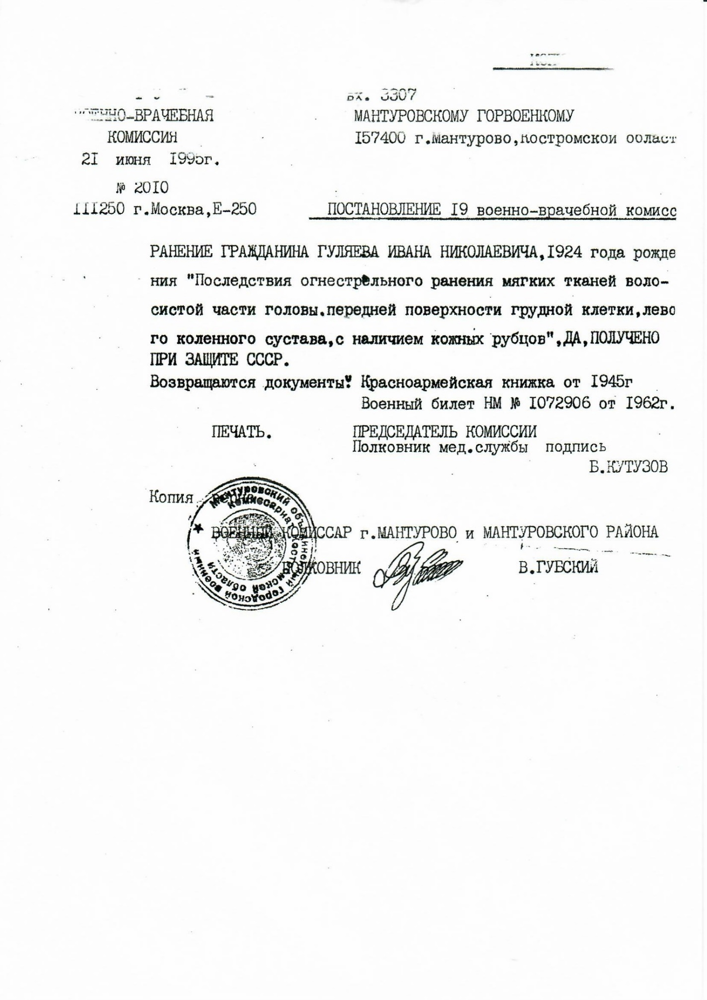 вх. 3307
ВОЕННО-ВРАЧЕБНАЯ
КОМИССИЯ
21 июня 1995г.
№ 2010
111250 г.Москва,Е-250
МАНТУРОВСКОМУ ГОРВОЕНКОМУ
157400 г.Мантурово,Костромской област
ПОСТАНОВЛЕНИЕ 19 военно-врачебной комисс
РАНЕНИЕ ГРАЖДАНИНА ГУЛЯЕВА ИВАНА НИКОЛАЕВИЧА,1924 года рожде
ния "Последствия огнестрельного ранения мягких тканей воло-
систой части головы.передней поверхности грудной клетки,лево
го коленного сустава,с наличием кожных рубцов",ДА,ПОЛУЧЕНО
ПРИ ЗАЩИТЕ СССР.
Возвращаются документы: Красноармейская книжка от 1945г
Военный билет НМ № 1072906 от 1962г.
ПЕЧАТЬ.
ПРЕДСЕДАТЕЛЬ КОМИССИИ
Полковник мед.службы подпись
Б.КУТУЗОВ
Копия верна
ВОЕННЫЙ КОМИССАР г.МАНТУРОВО и МАНТУРОВСКОГО РАЙОНА
ПОЛКОВНИК В.ГУБСКИЙ
Мантуровский объединенный городской военный
комиссариат Костромской области